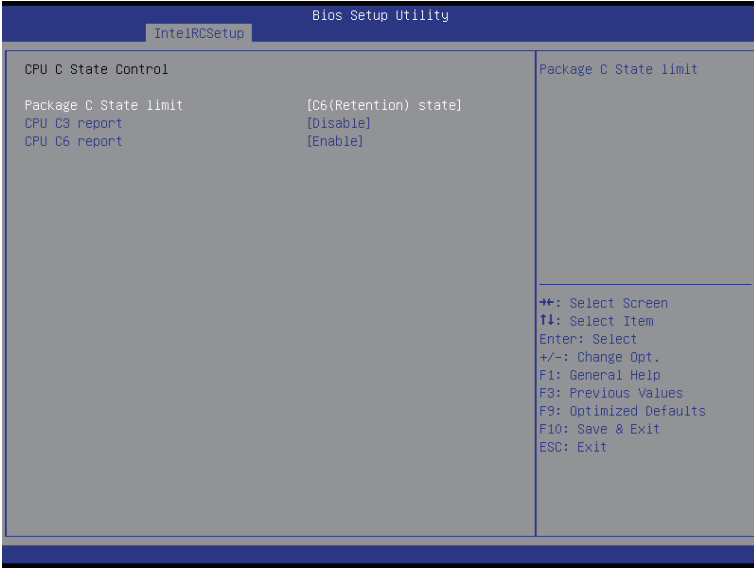 Bios Setup Utility
IntelRCSetup
CPU C State Control
Package C State limit [C6(Retention) state]
CPU C3 report [Disable]
CPU C6 report [Enable]
Package C State limit
→←: Select Screen
↑↓: Select Item
Enter: Select
+/-: Change Opt.
F1: General Help
F3: Previous Values
F9: Optimized Defaults
F10: Save & Exit
ESC: Exit